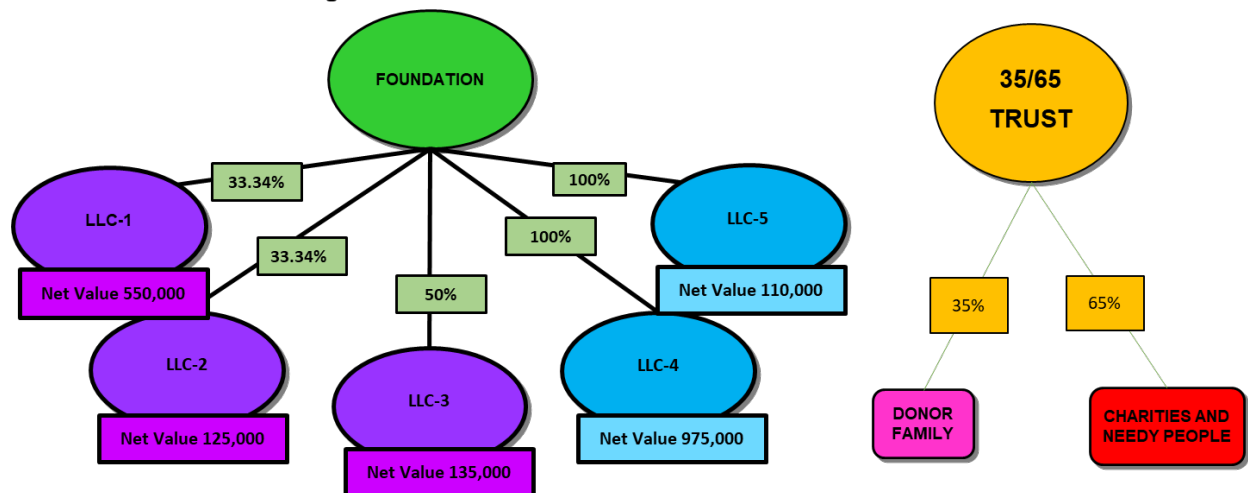 FOUNDATION
35/65
TRUST
33.34%
100%
LLC-1
LLC-5
33.34%
100%
Net Value 550,000
50%
Net Value 110,000
35%
65%
LLC-2
LLC-3
LLC-4
DONOR
FAMILY
CHARITIES AND
NEEDY PEOPLE
Net Value 125,000
Net Value 975,000
Net Value 135,000